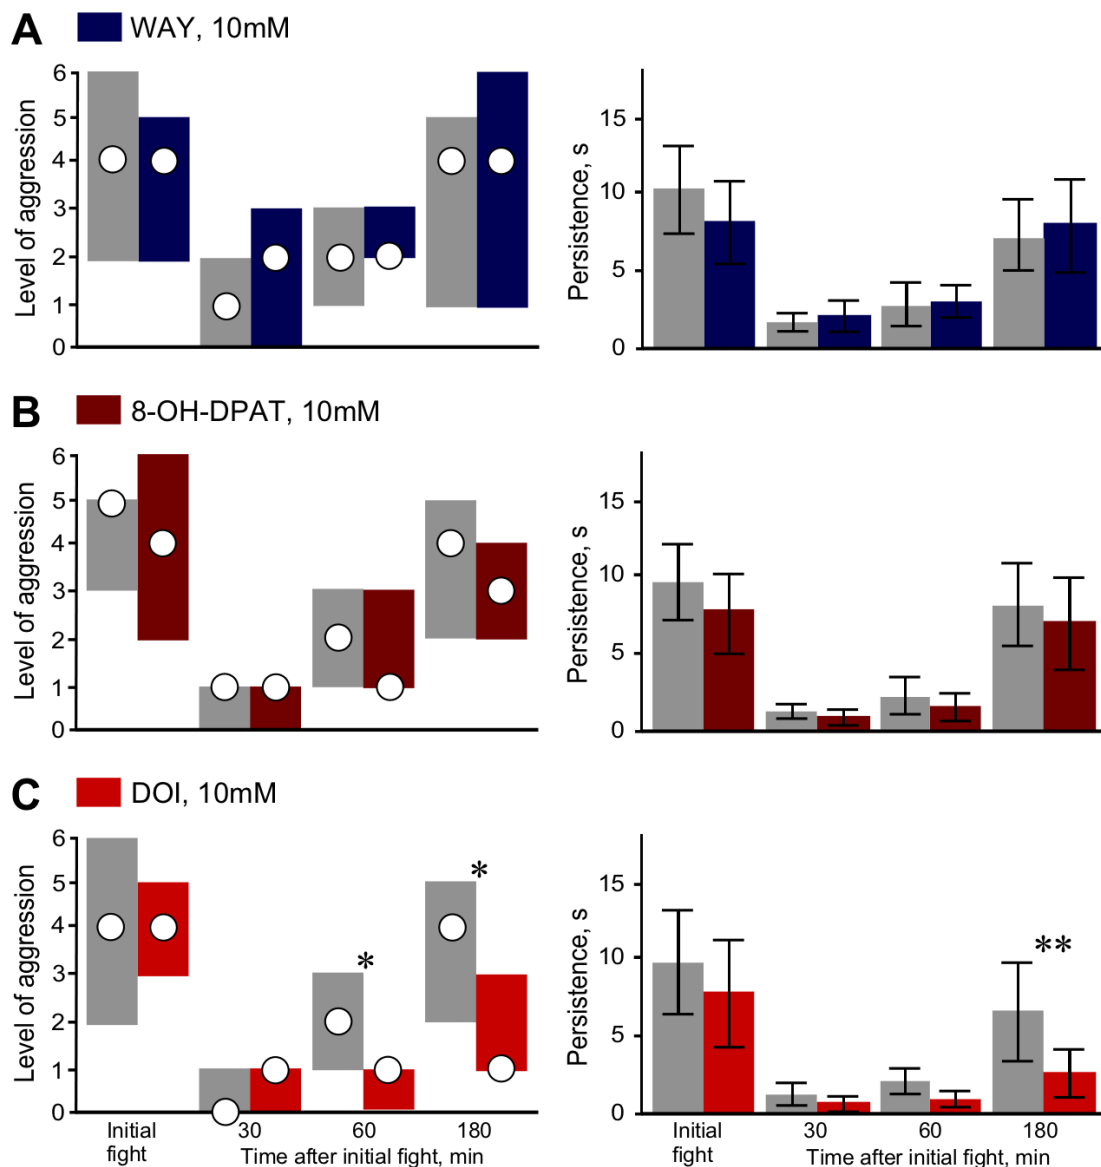 A
WAY, 10mM
Level of aggression
6
5
4
3
2
1
0
Persistence, s
15
10
5
0
B
8-OH-DPAT, 10mM
Level of aggression
6
5
4
3
2
1
0
Persistence, s
15
10
5
0
C
DOI, 10mM
Level of aggression
6
5
4
3
2
1
0
*
*
Initial
fight
30
60
180
Time after initial fight, min
Persistence, s
15
10
5
0
**
Initial
fight
30
60
180
Time after initial fight, min